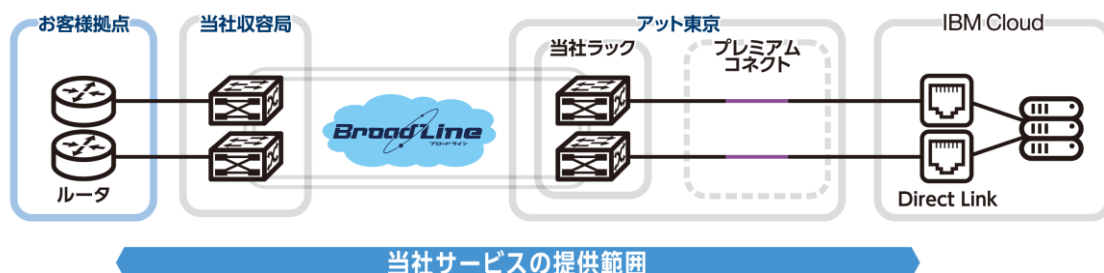 お客様拠点
当社収容局
アット東京
IBM Cloud
当社ラック
プレミアム
コネクト
BroadLine
ブロードライン
ルータ
Direct Link
当社サービスの提供範囲